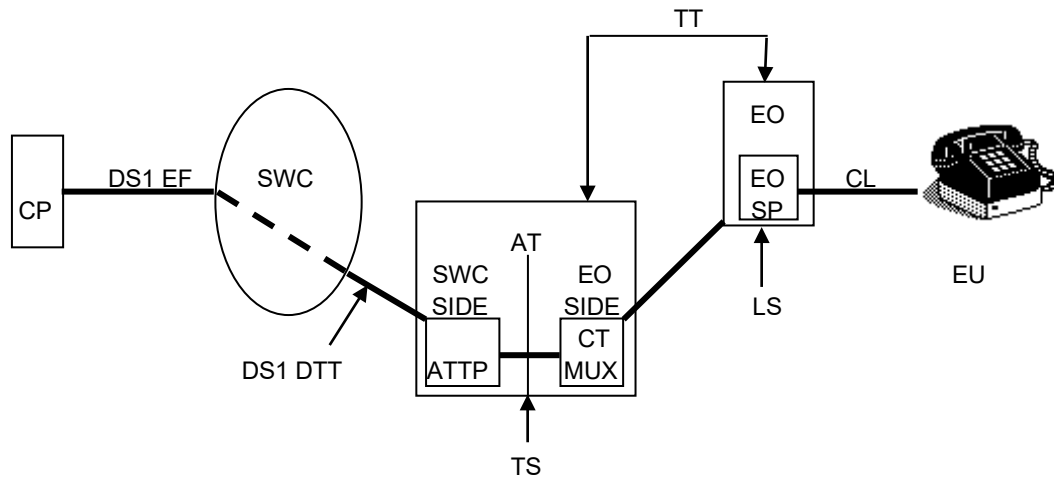 TT
EO
EO
SP
CL
EU
LS
CP
DS1 EF
SWC
DS1 DTT
AT
SWC
SIDE
EO
SIDE
ATTP
CT
MUX
TS